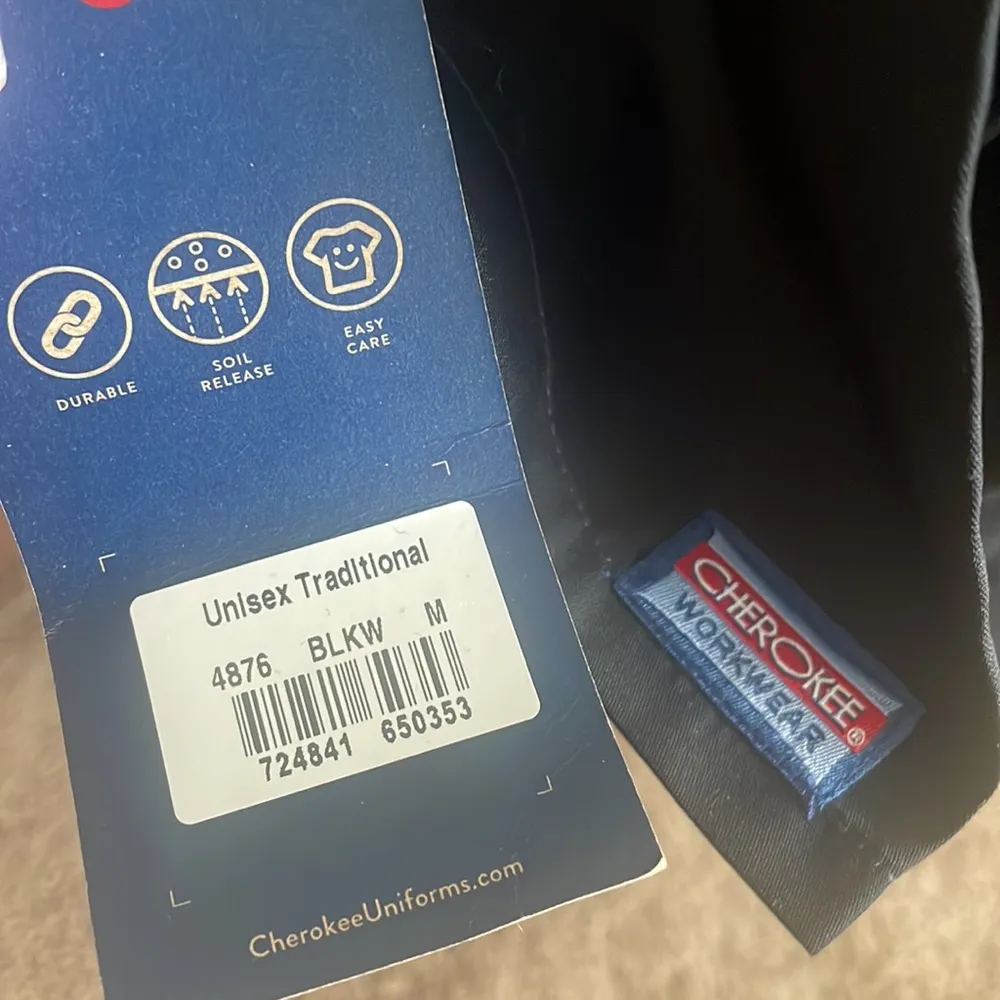 DURABLE
SOIL
RELEASE
EASY
CARE
Unisex Traditional
4876 BLKW M
724841 650353
CherokeeUniforms.com
CHEROKEE®
WORKWEAR